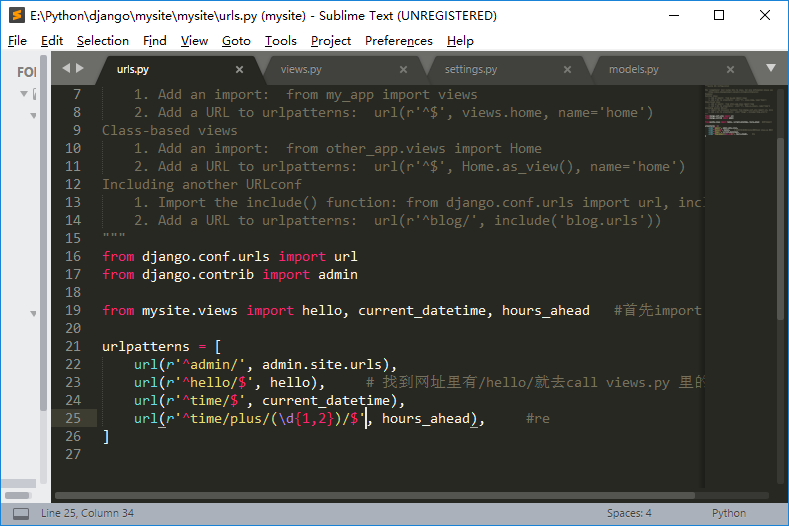 E:\Python\django\mysite\mysite\urls.py (mysite) - Sublime Text (UNREGISTERED)
File Edit Selection Find View Goto Tools Project Preferences Help
FOI
urls.py × views.py × settings.py × models.py ×
7 1. Add an import:  from my_app import views
8 2. Add a URL to urlpatterns:  url(r'^$', views.home, name='home')
9 Class-based views
10 1. Add an import:  from other_app.views import Home
11 2. Add a URL to urlpatterns:  url(r'^$', Home.as_view(), name='home')
12 Including another URLconf
13 1. Import the include() function: from django.conf.urls import url, incl
14 2. Add a URL to urlpatterns:  url(r'^blog/', include('blog.urls'))
15 """
16 from django.conf.urls import url
17 from django.contrib import admin
18
19 from mysite.views import hello, current_datetime, hours_ahead   #首先import
20
21 urlpatterns = [
22 url(r'^admin/', admin.site.urls),
23 url(r'^hello/$', hello),     # 找到网址里有/hello/就去call views.py 里的
24 url(r'^time/$', current_datetime),
25 url(r'^time/plus/(\d{1,2})/$', hours_ahead),     #re
26 ]
27
Line 25, Column 34 Spaces: 4 Python